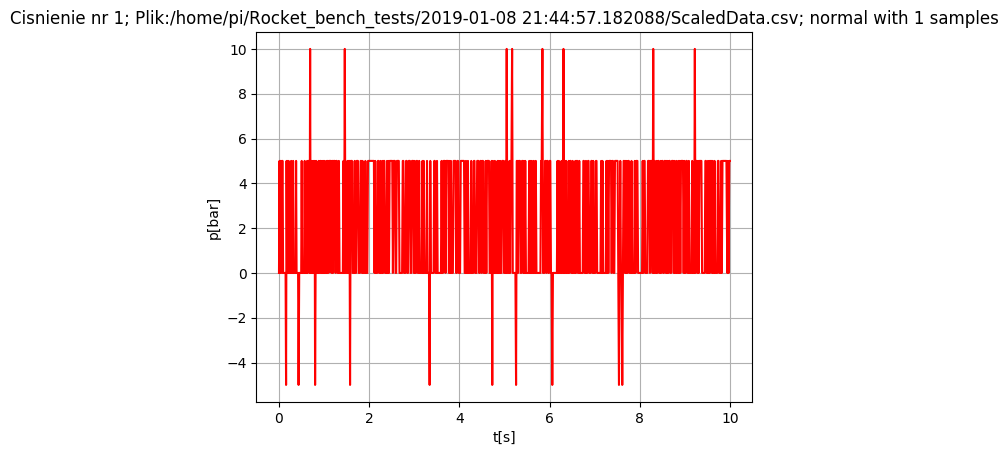 Cisnienie nr 1; Plik:/home/pi/Rocket_bench_tests/2019-01-08 21:44:57.182088/ScaledData.csv; normal with 1 samples
10
8
6
4
2
0
−2
−4
p[bar]
0 2 4 6 8 10
t[s]